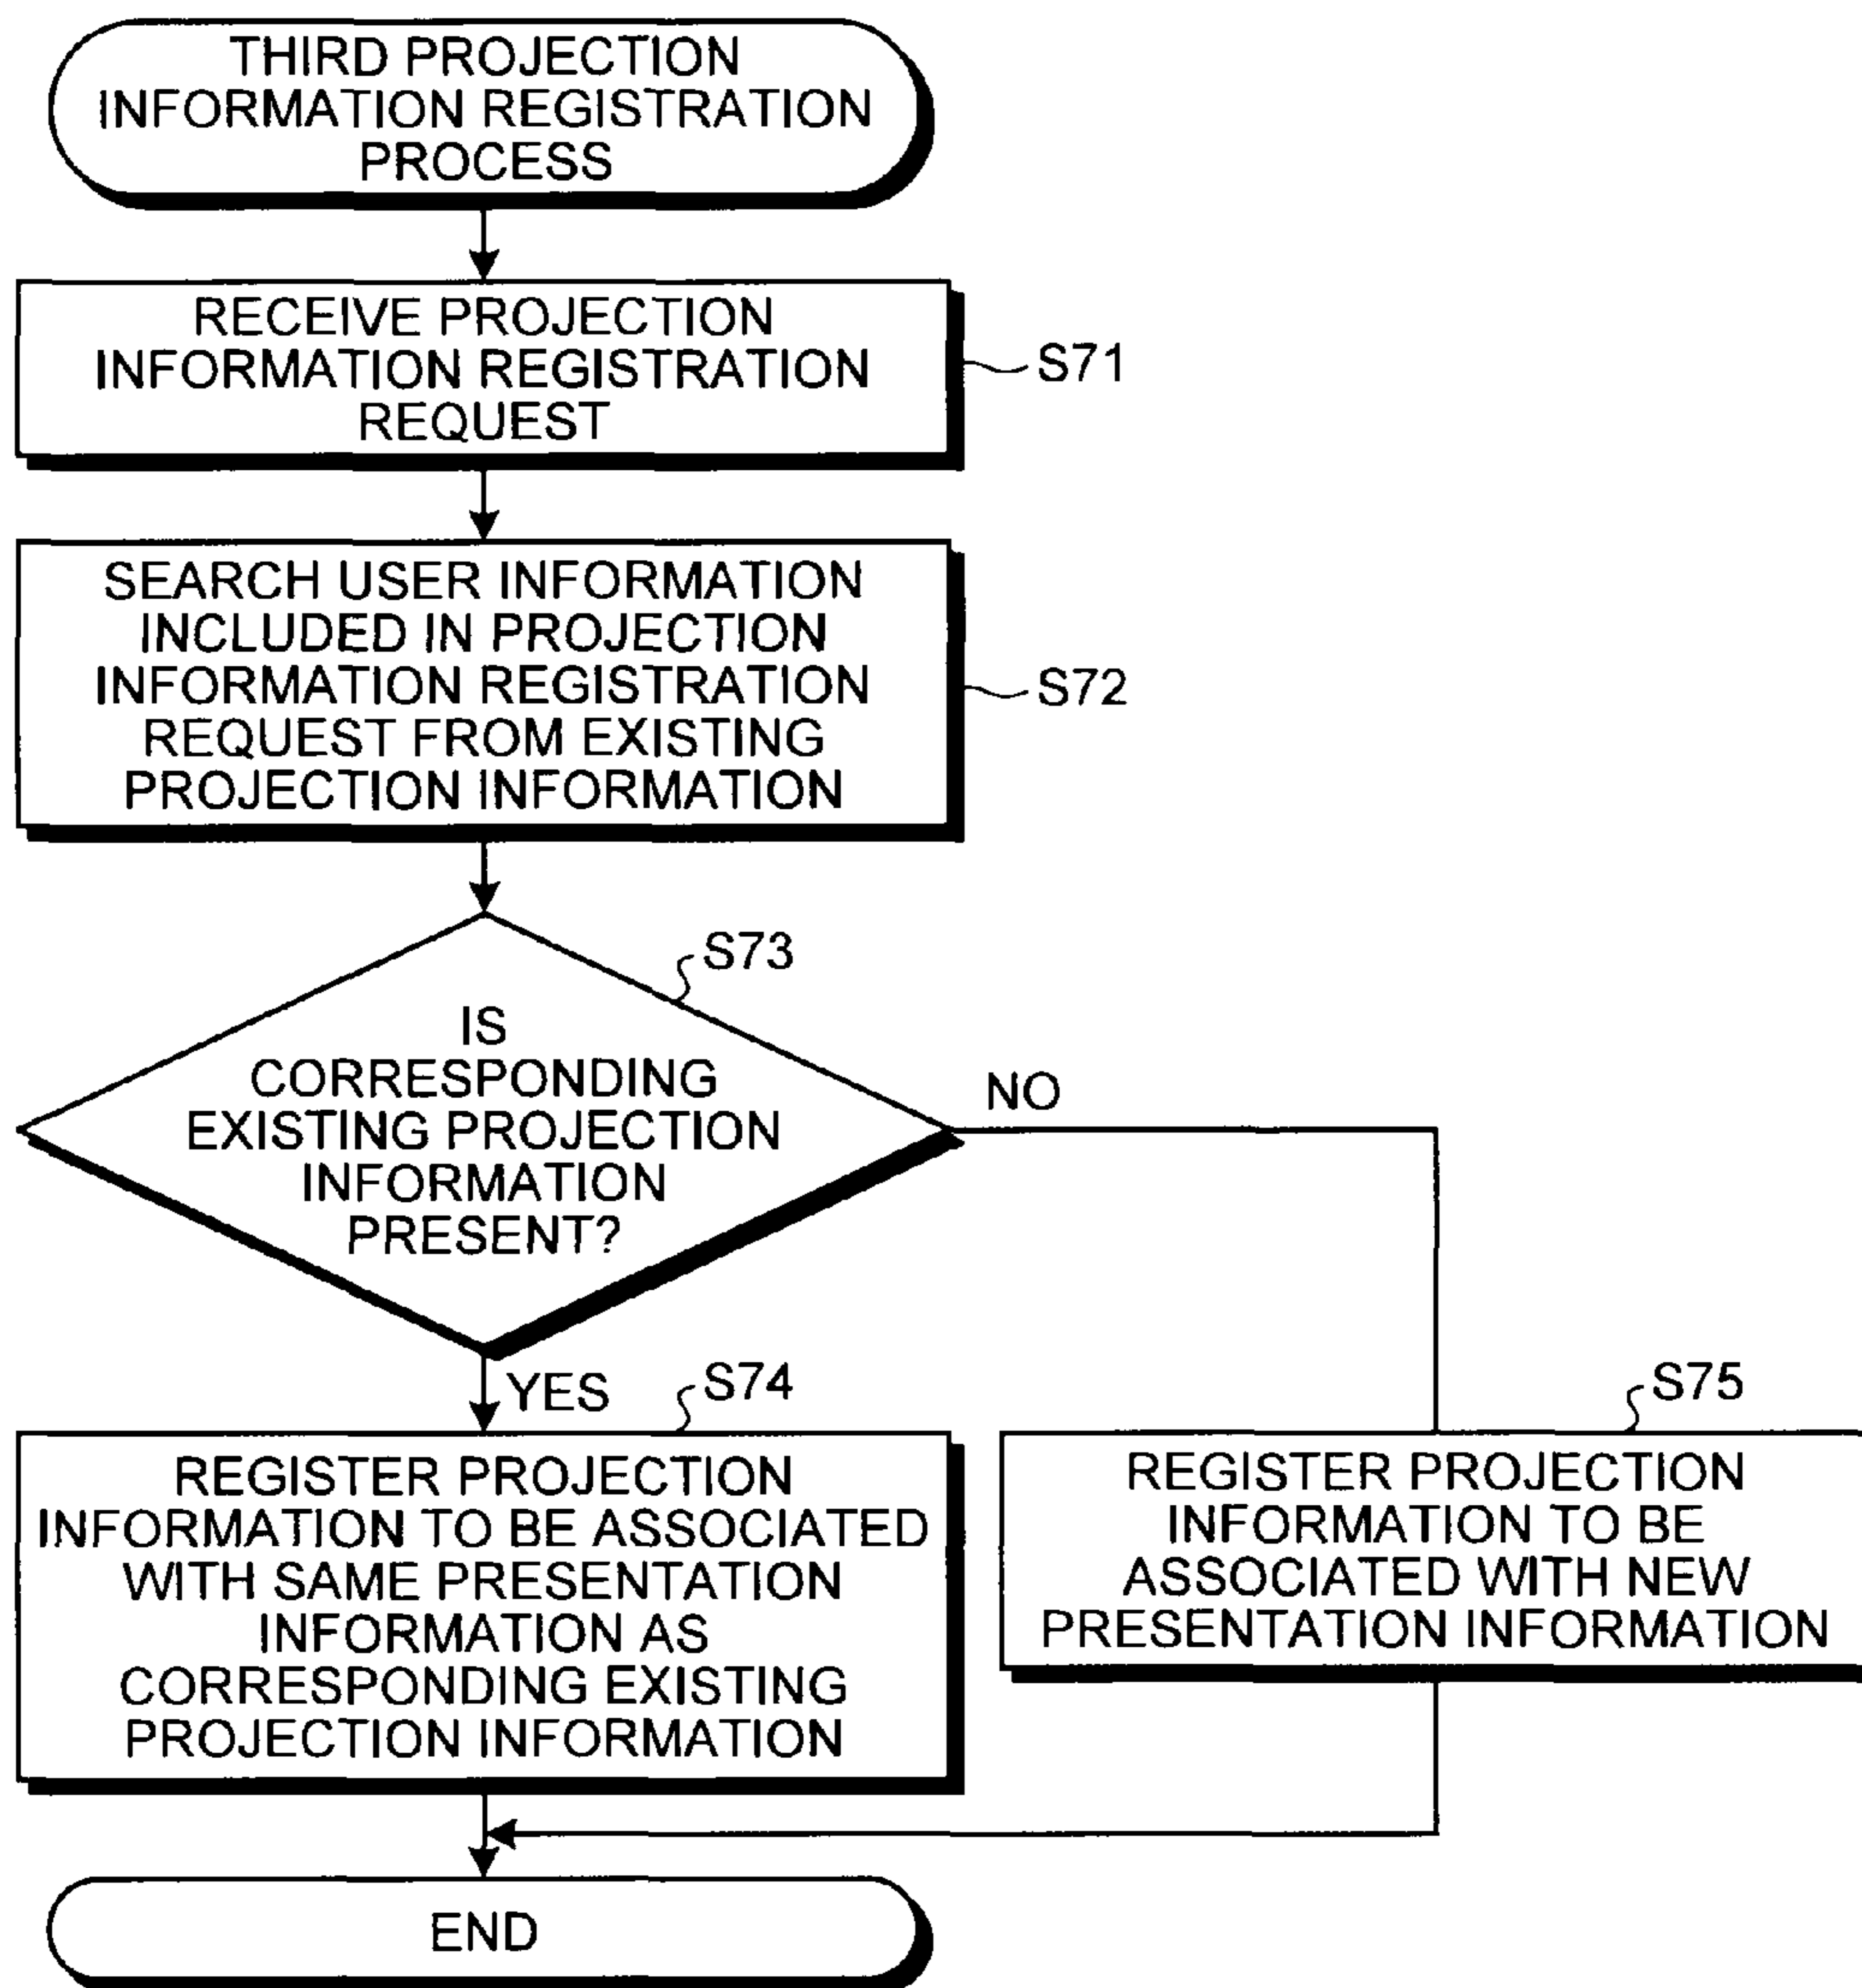 THIRD PROJECTION
INFORMATION REGISTRATION
PROCESS
RECEIVE PROJECTION
INFORMATION REGISTRATION
REQUEST
S71
SEARCH USER INFORMATION
INCLUDED IN PROJECTION
INFORMATION REGISTRATION
REQUEST FROM EXISTING
PROJECTION INFORMATION
S72
S73
IS
CORRESPONDING
EXISTING PROJECTION
INFORMATION
PRESENT?
NO
YES
S74
REGISTER PROJECTION
INFORMATION TO BE ASSOCIATED
WITH SAME PRESENTATION
INFORMATION AS
CORRESPONDING EXISTING
PROJECTION INFORMATION
S75
REGISTER PROJECTION
INFORMATION TO BE
ASSOCIATED WITH NEW
PRESENTATION INFORMATION
END